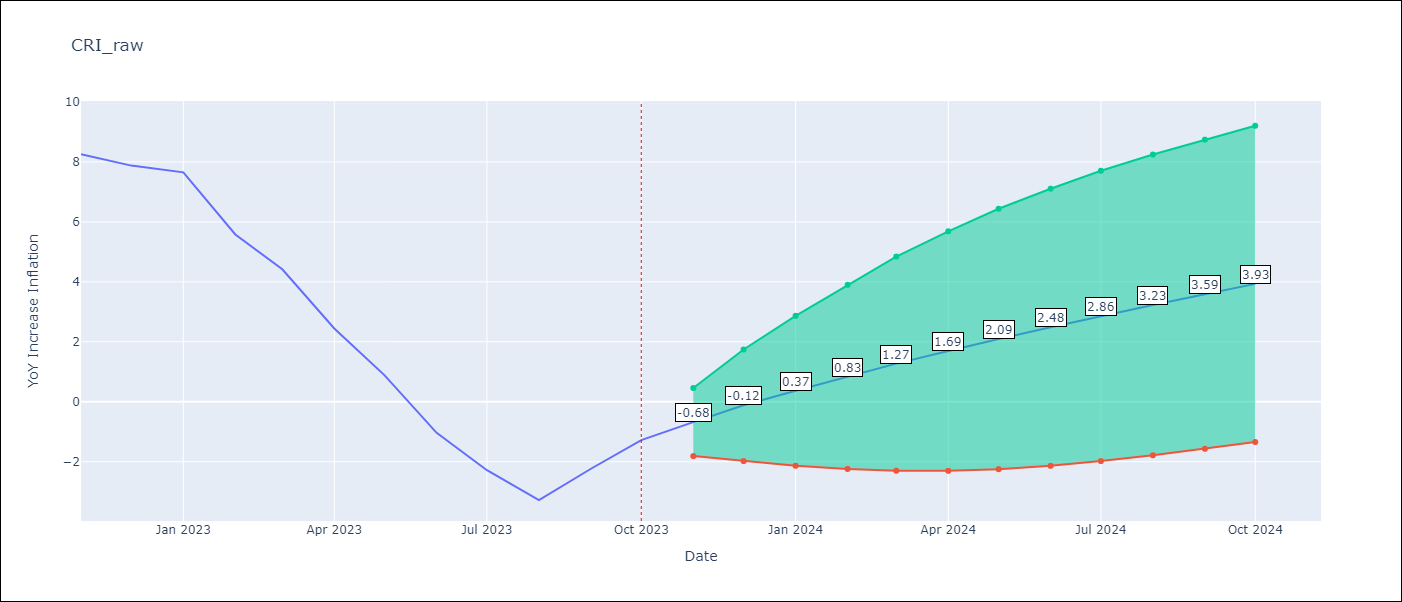 CRI_raw
10
8
6
4
2
0
−2
YoY Increase Inflation
-0.68
-0.12
0.37
0.83
1.27
1.69
2.09
2.48
2.86
3.23
3.59
3.93
Jan 2023
Apr 2023
Jul 2023
Oct 2023
Jan 2024
Apr 2024
Jul 2024
Oct 2024
Date